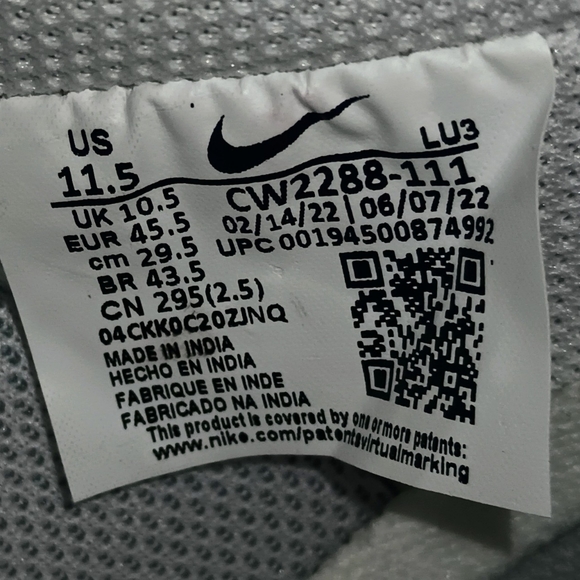 US
11.5
UK 10.5
EUR 45.5
cm 29.5
BR 43.5
CN 295(2.5)
04CKK0C20ZJNQ
MADE IN INDIA
HECHO EN INDIA
FABRIQUE EN INDE
FABRICADO NA INDIA
LU3
CW2288-111
02/14/22 | 06/07/22
UPC 00194500874992
This product is covered by one or more patents:
www.nike.com/patentsvirtualmarking